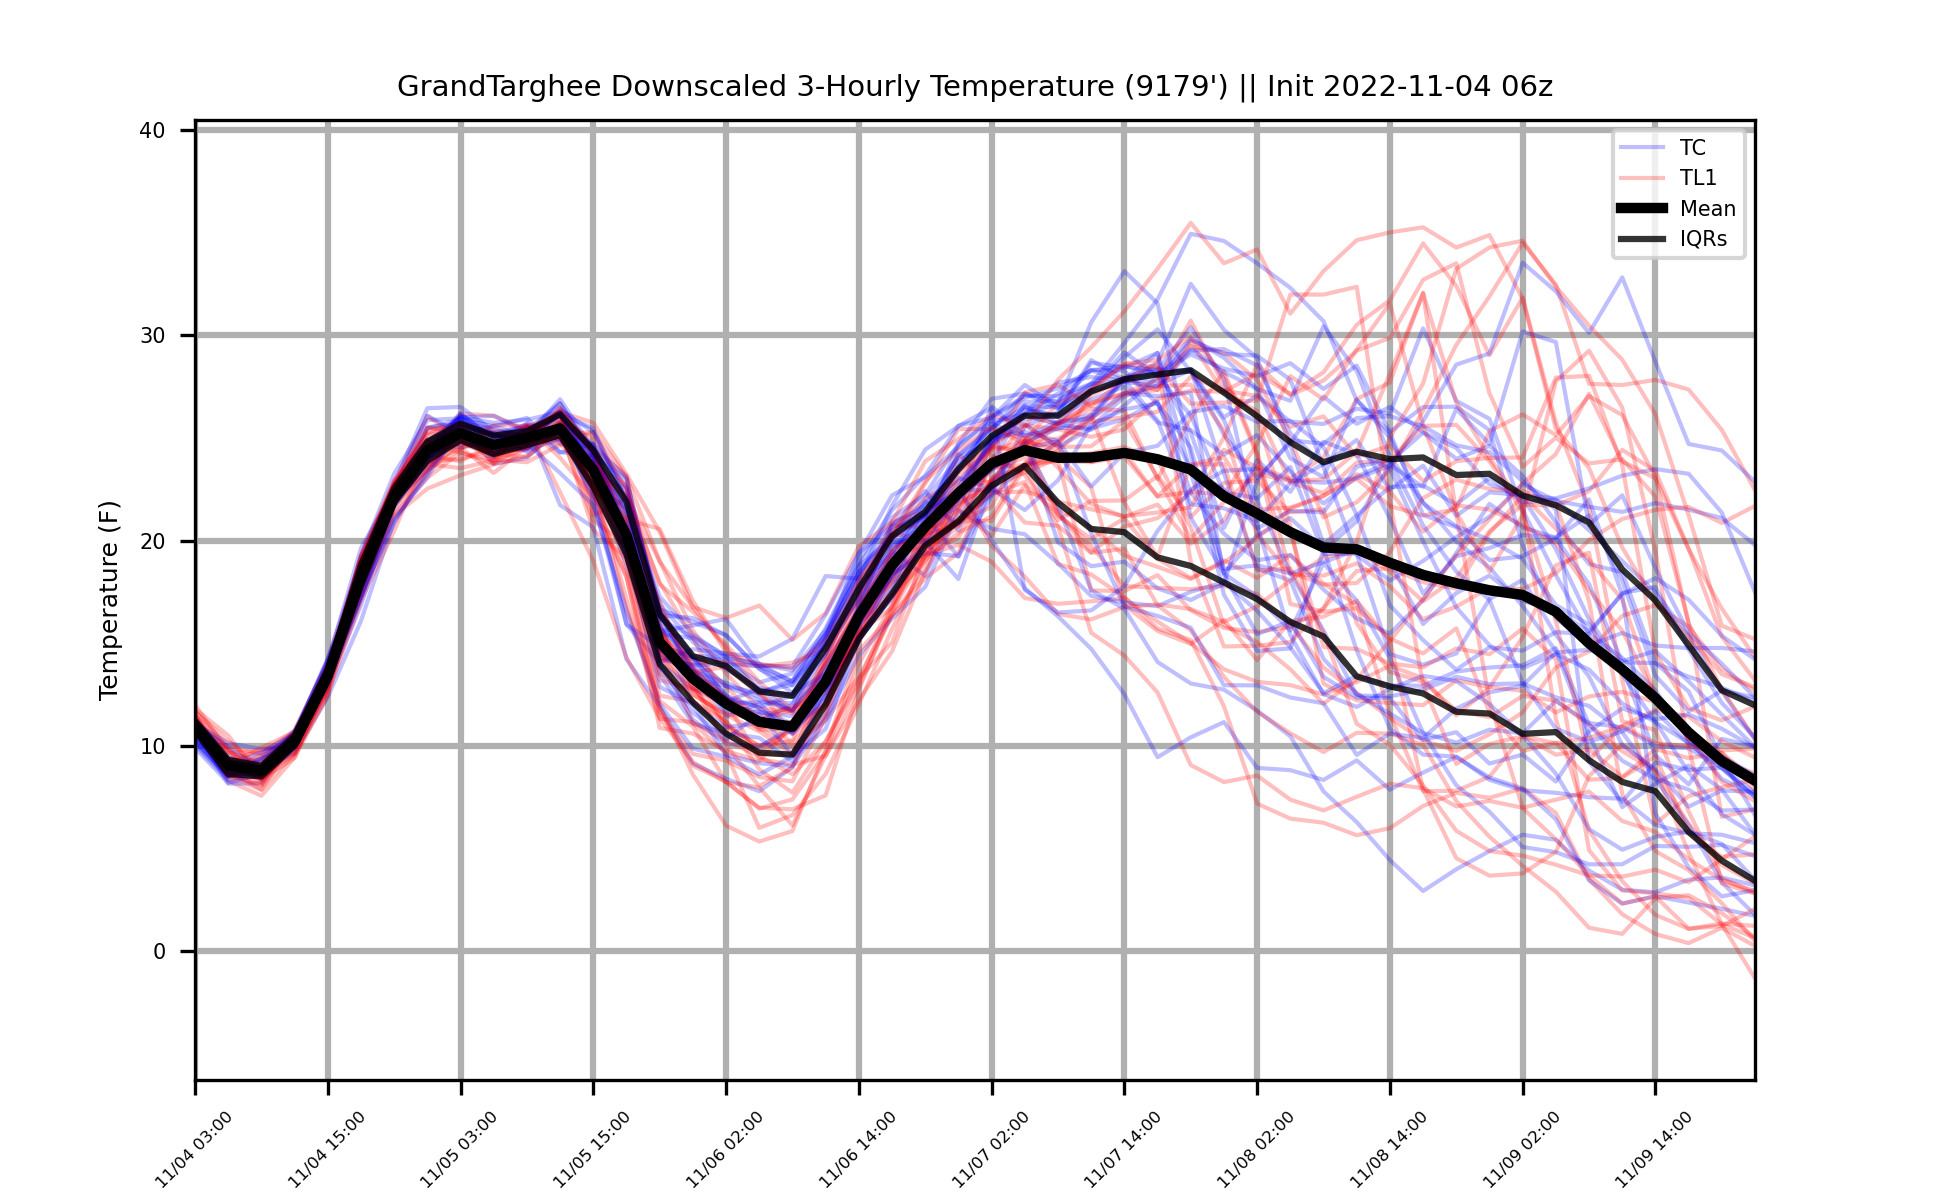 GrandTarghee Downscaled 3-Hourly Temperature (9179') || Init 2022-11-04 06z
TC
TL1
Mean
IQRs
Temperature (F)
40
30
20
10
0
11/04 03:00
11/04 15:00
11/05 03:00
11/05 15:00
11/06 02:00
11/06 14:00
11/07 02:00
11/07 14:00
11/08 02:00
11/08 14:00
11/09 02:00
11/09 14:00